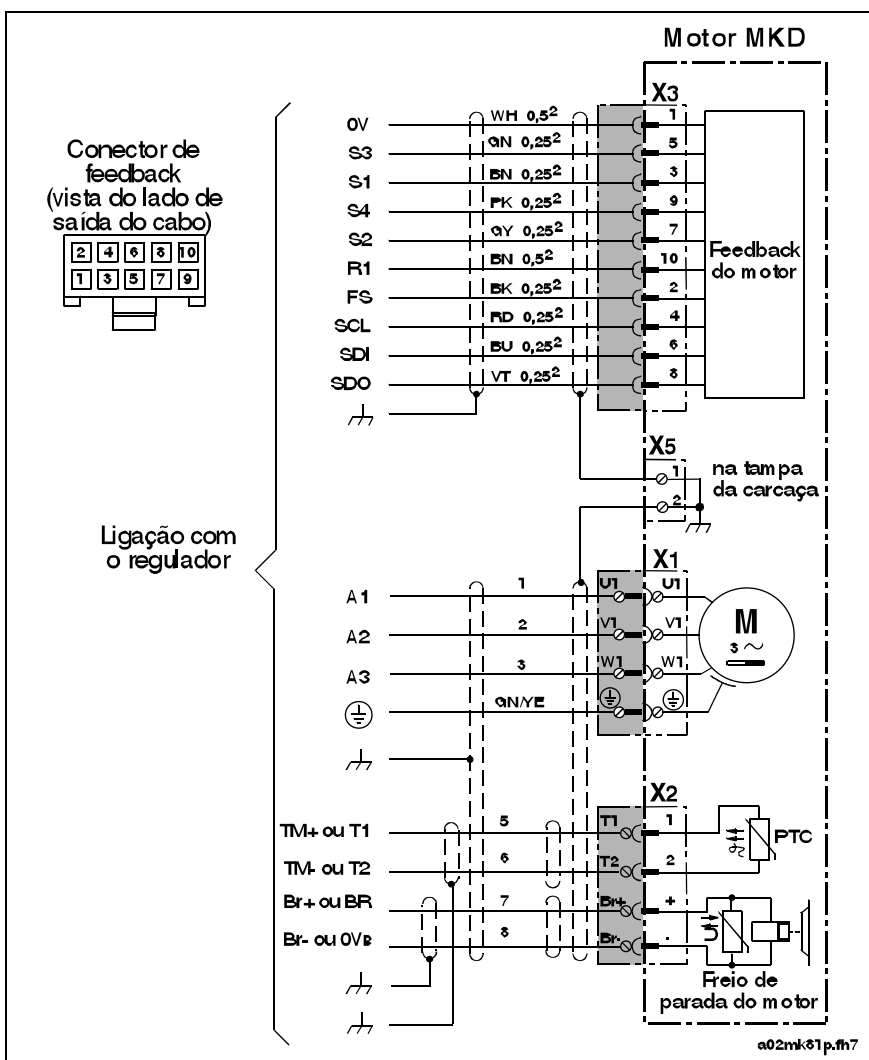 Motor MKD
Conector de
feedback
(vista do lado de
saída do cabo)
2 4 6 8 10
1 3 5 7 9
X3
0V WH 0,5² 1
S3 GN 0,25² 5
S1 BN 0,25² 3
S4 PK 0,25² 9
S2 GY 0,25² 7
R1 BN 0,5² 10
FS BK 0,25² 2
SCL RD 0,25² 4
SDI BU 0,25² 6
SDO VT 0,25² 8
Feedback
do motor
X5
1
2
na tampa
da carcaça
Ligação com
o regulador
X1
A1 1 U1 U1
A2 2 V1 V1
A3 3 W1 W1
GN/YE
M
3 ~
X2
TM+ ou T1 5 T1 1
TM- ou T2 6 T2 2
PTC
Br+ ou BR 7 Br+ +
Br- ou 0VB 8 Br- -
U
Freio de
parada do motor
a02mk61p.fh7